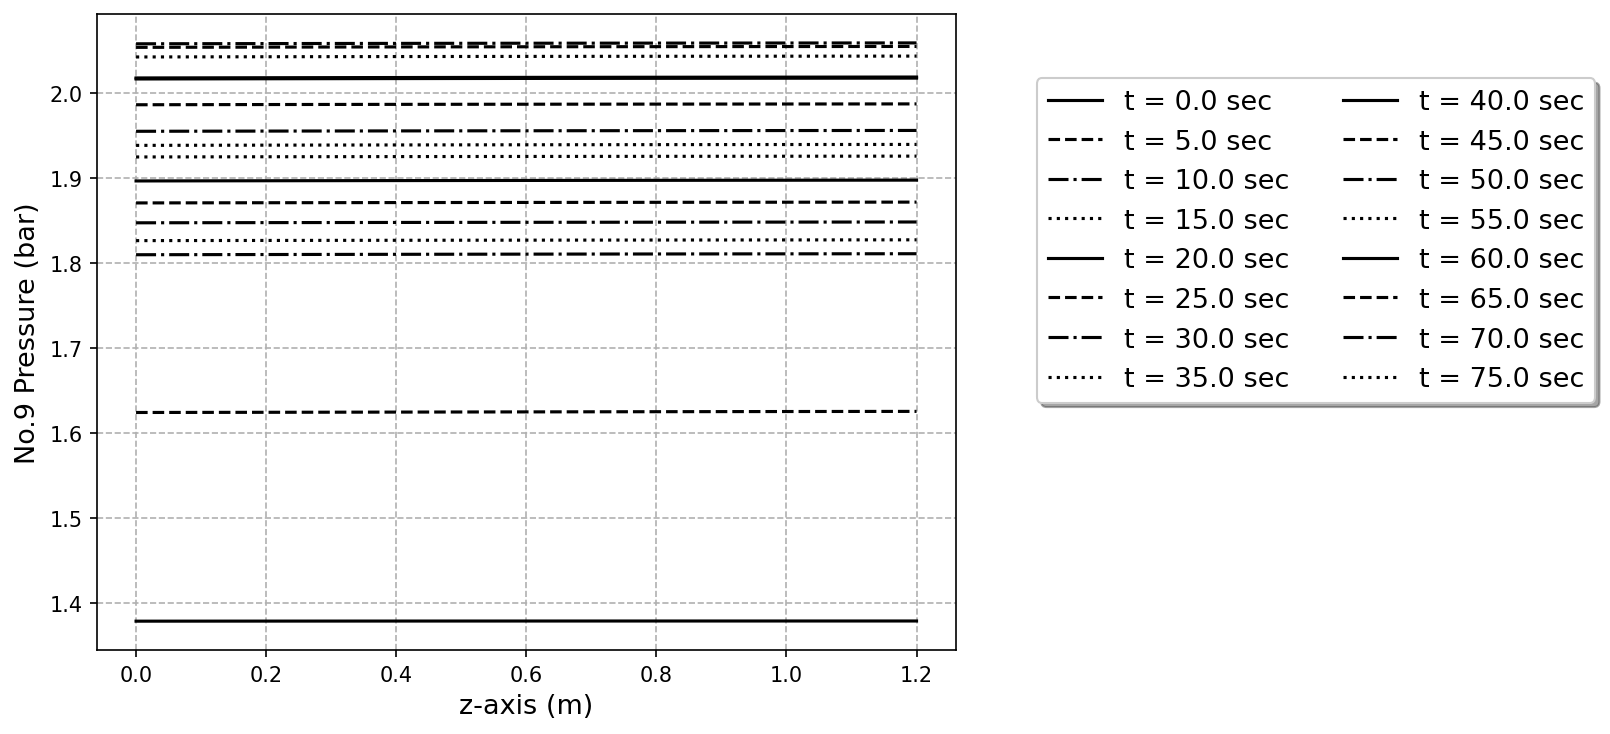 No.9 Pressure (bar)
2.0
1.9
1.8
1.7
1.6
1.5
1.4
0.0 0.2 0.4 0.6 0.8 1.0 1.2
z-axis (m)
t = 0.0 sec
t = 5.0 sec
t = 10.0 sec
t = 15.0 sec
t = 20.0 sec
t = 25.0 sec
t = 30.0 sec
t = 35.0 sec
t = 40.0 sec
t = 45.0 sec
t = 50.0 sec
t = 55.0 sec
t = 60.0 sec
t = 65.0 sec
t = 70.0 sec
t = 75.0 sec